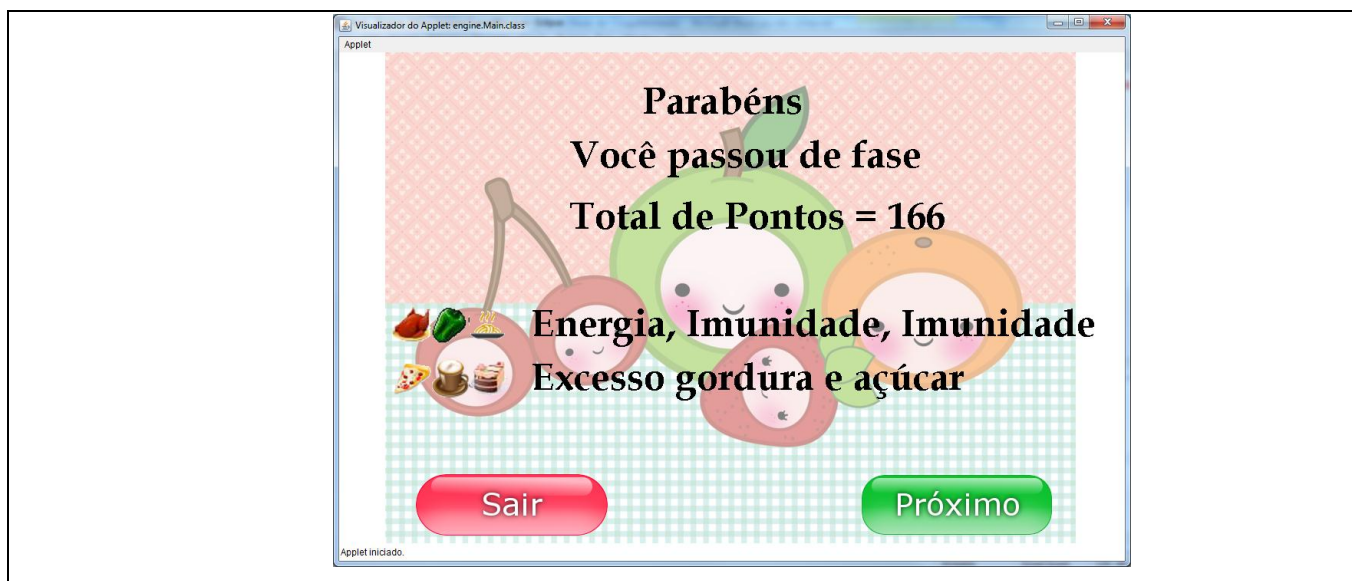 Visualizador do Applet: engine.Main.class
Applet
Parabéns
Você passou de fase
Total de Pontos = 166
Energia, Imunidade, Imunidade
Excesso gordura e açúcar
Sair
Próximo
Applet iniciado.